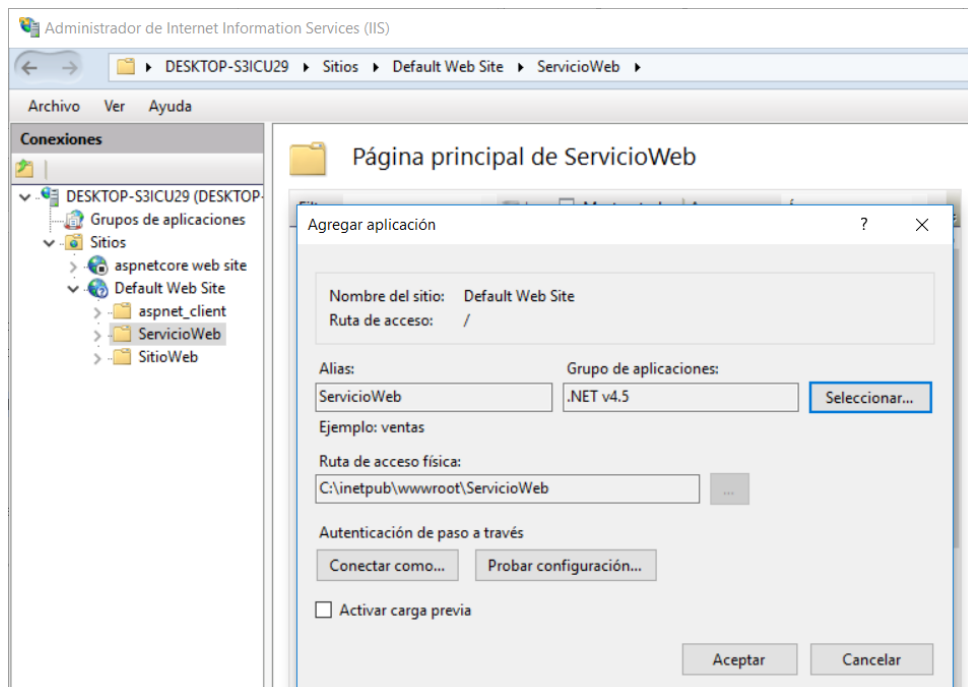 Administrador de Internet Information Services (IIS)
DESKTOP-S3ICU29 Sitios Default Web Site ServicioWeb
Archivo Ver Ayuda
Conexiones
DESKTOP-S3ICU29 (DESKTOP-
Grupos de aplicaciones
Sitios
aspnetcore web site
Default Web Site
aspnet_client
ServicioWeb
SitioWeb
Página principal de ServicioWeb
Agregar aplicación
Nombre del sitio: Default Web Site
Ruta de acceso: /
Alias: Grupo de aplicaciones:
ServicioWeb .NET v4.5 Seleccionar...
Ejemplo: ventas
Ruta de acceso física:
C:\inetpub\wwwroot\ServicioWeb ...
Autenticación de paso a través
Conectar como... Probar configuración...
Activar carga previa
Aceptar Cancelar